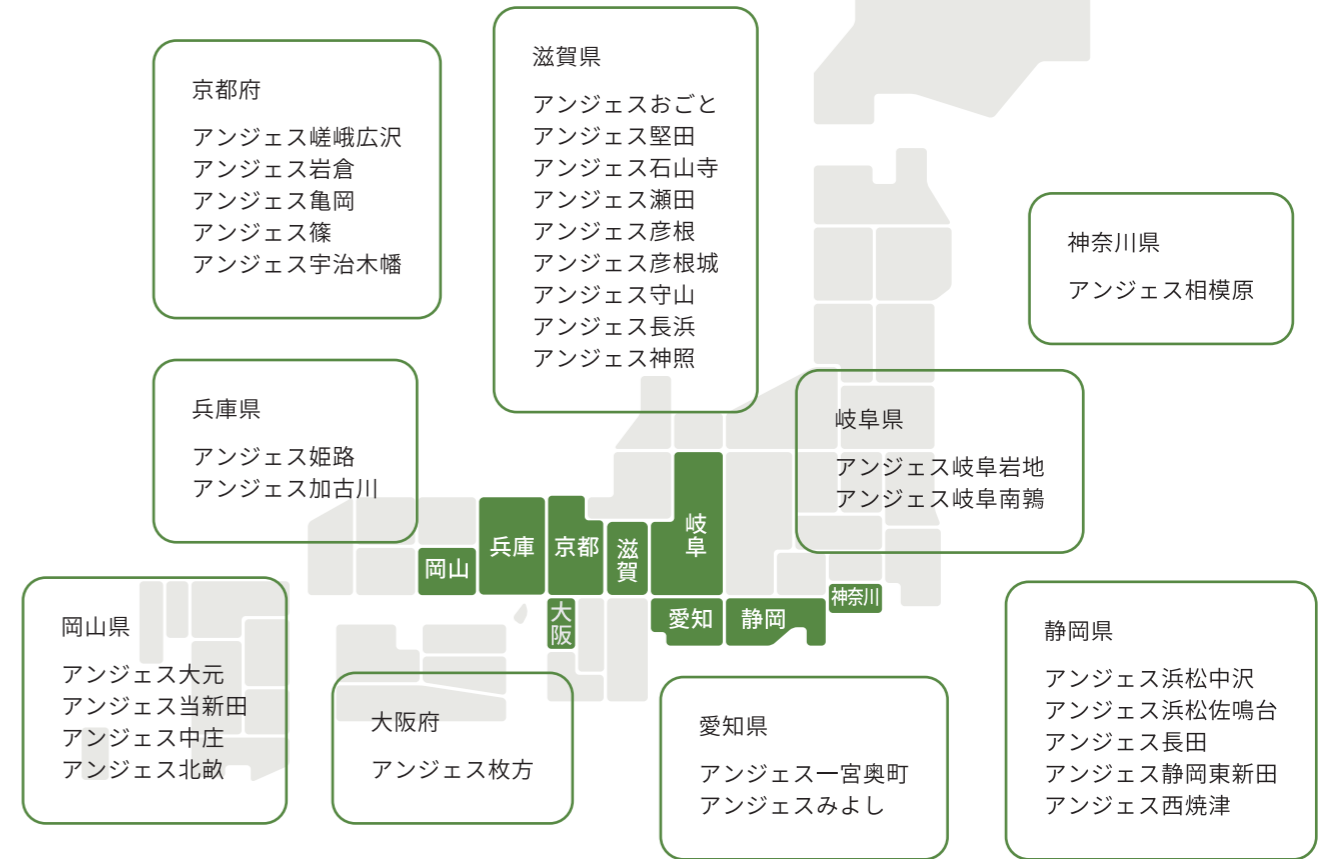 京都府
アンジェス嵯峨広沢
アンジェス岩倉
アンジェス亀岡
アンジェス篠
アンジェス宇治木幡
滋賀県
アンジェスおごと
アンジェス堅田
アンジェス石山寺
アンジェス瀬田
アンジェス彦根
アンジェス彦根城
アンジェス守山
アンジェス長浜
アンジェス神照
神奈川県
アンジェス相模原
兵庫県
アンジェス姫路
アンジェス加古川
岐阜県
アンジェス岐阜岩地
アンジェス岐阜南鶉
岡山
兵庫
京都
滋賀
岐阜
大阪
愛知
静岡
神奈川
岡山県
アンジェス大元
アンジェス当新田
アンジェス中庄
アンジェス北畝
大阪府
アンジェス枚方
愛知県
アンジェス一宮奥町
アンジェスみよし
静岡県
アンジェス浜松中沢
アンジェス浜松佐鳴台
アンジェス長田
アンジェス静岡東新田
アンジェス西焼津